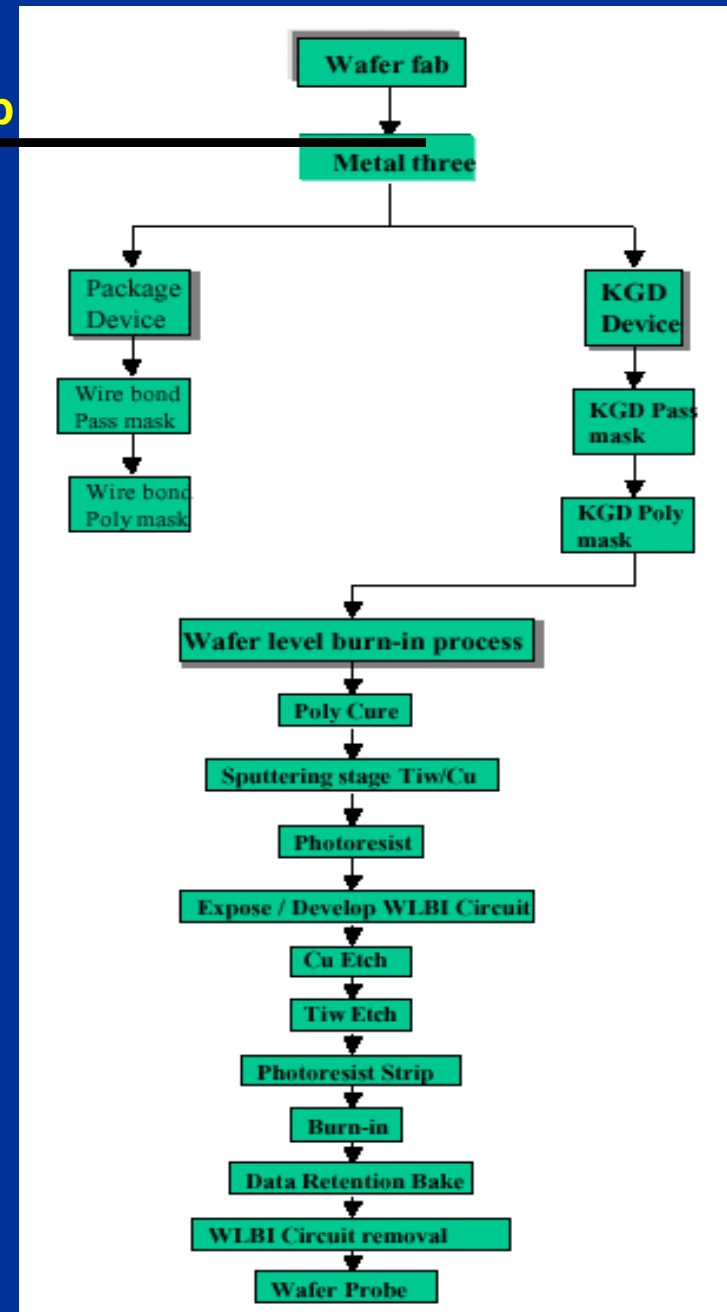 Wafer fab
Metal three
Package
Device
KGD
Device
Wire bond
Pass mask
KGD Pass
mask
Wire bond
Poly mask
KGD Poly
mask
Wafer level burn-in process
Poly Cure
Sputtering stage Tiw/Cu
Photoresist
Expose / Develop WLBI Circuit
Cu Etch
Tiw Etch
Photoresist Strip
Burn-in
Data Retention Bake
WLBI Circuit removal
Wafer Probe